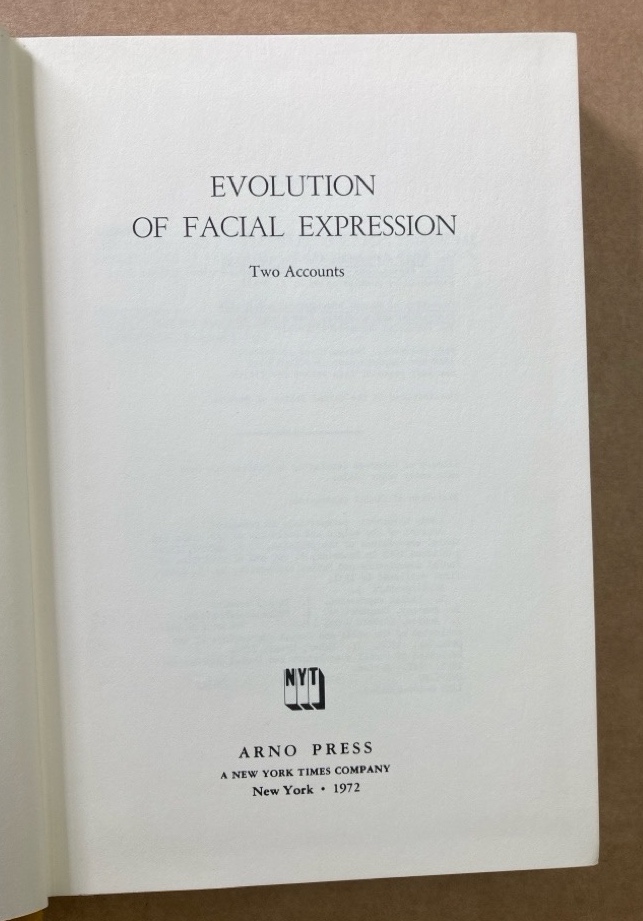 EVOLUTION
OF FACIAL EXPRESSION
Two Accounts
NYT
ARNO PRESS
A NEW YORK TIMES COMPANY
New York • 1972